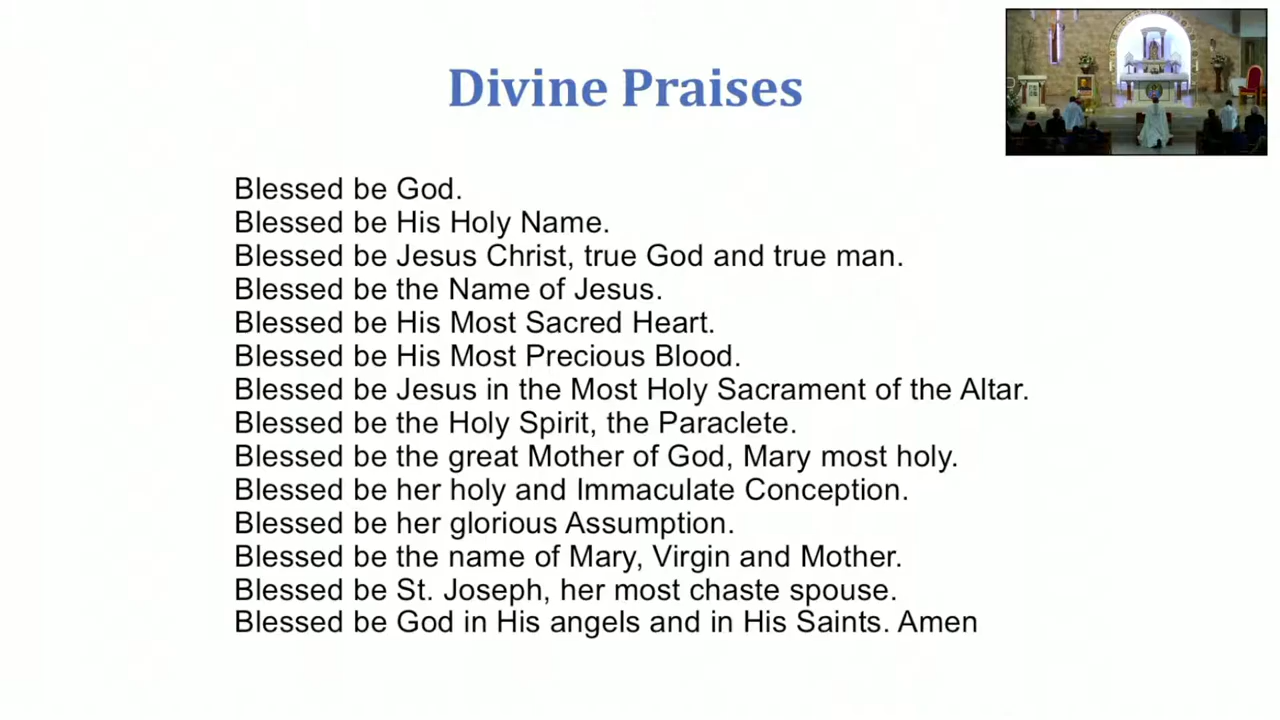 Divine Praises
Blessed be God.
Blessed be His Holy Name.
Blessed be Jesus Christ, true God and true man.
Blessed be the Name of Jesus.
Blessed be His Most Sacred Heart.
Blessed be His Most Precious Blood.
Blessed be Jesus in the Most Holy Sacrament of the Altar.
Blessed be the Holy Spirit, the Paraclete.
Blessed be the great Mother of God, Mary most holy.
Blessed be her holy and Immaculate Conception.
Blessed be her glorious Assumption.
Blessed be the name of Mary, Virgin and Mother.
Blessed be St. Joseph, her most chaste spouse.
Blessed be God in His angels and in His Saints. Amen